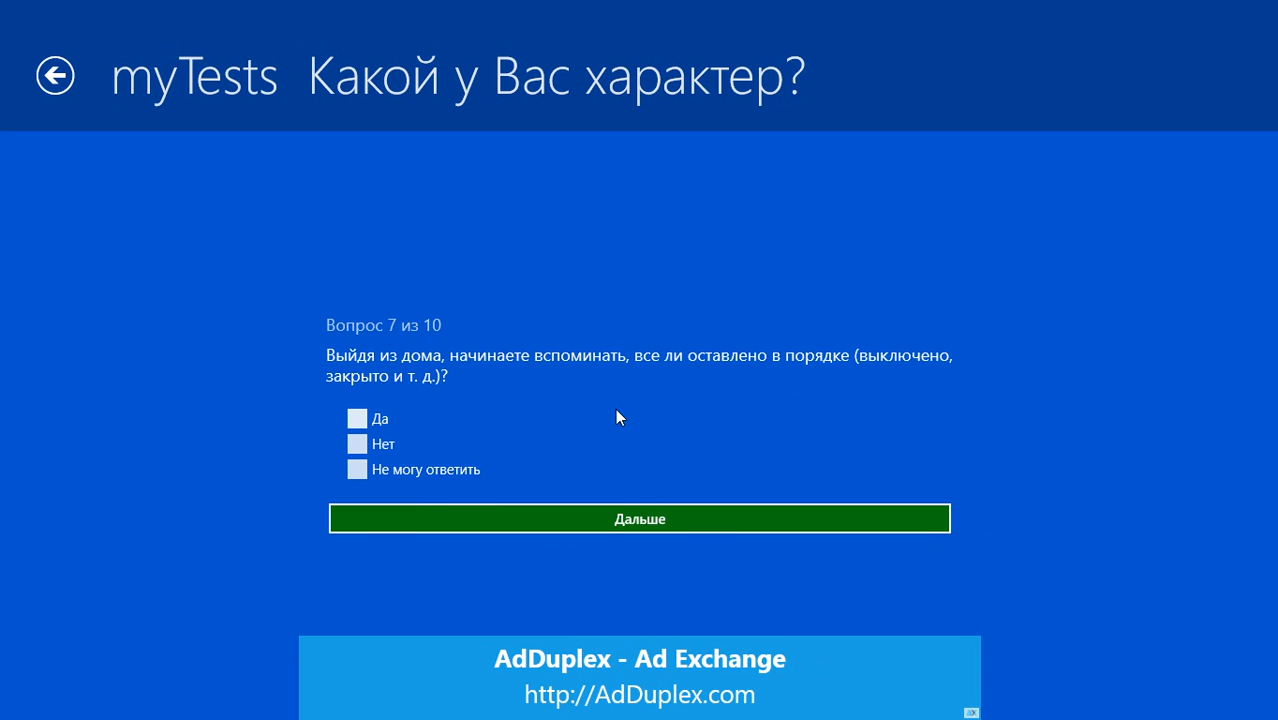 myTests Какой у Вас характер?
Вопрос 7 из 10
Выйдя из дома, начинаете вспоминать, все ли оставлено в порядке (выключено,
закрыто и т. д.)?
Да
Нет
Не могу ответить
Дальше
AdDuplex - Ad Exchange
http://AdDuplex.com